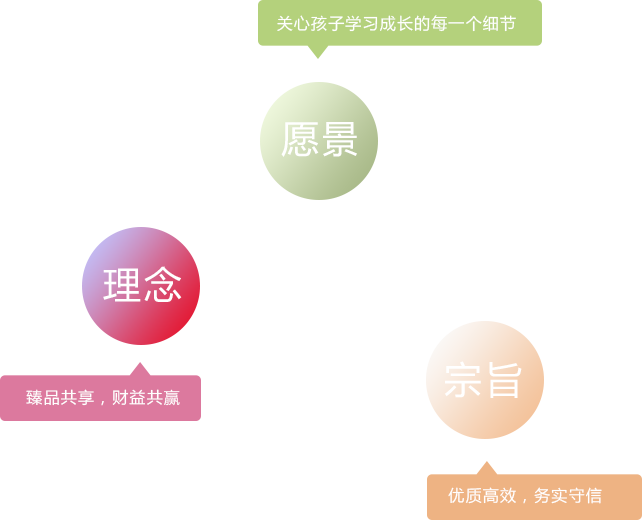 关心孩子学习成长的每一个细节
愿景
理念
臻品共享，财益共赢
宗旨
优质高效，务实守信